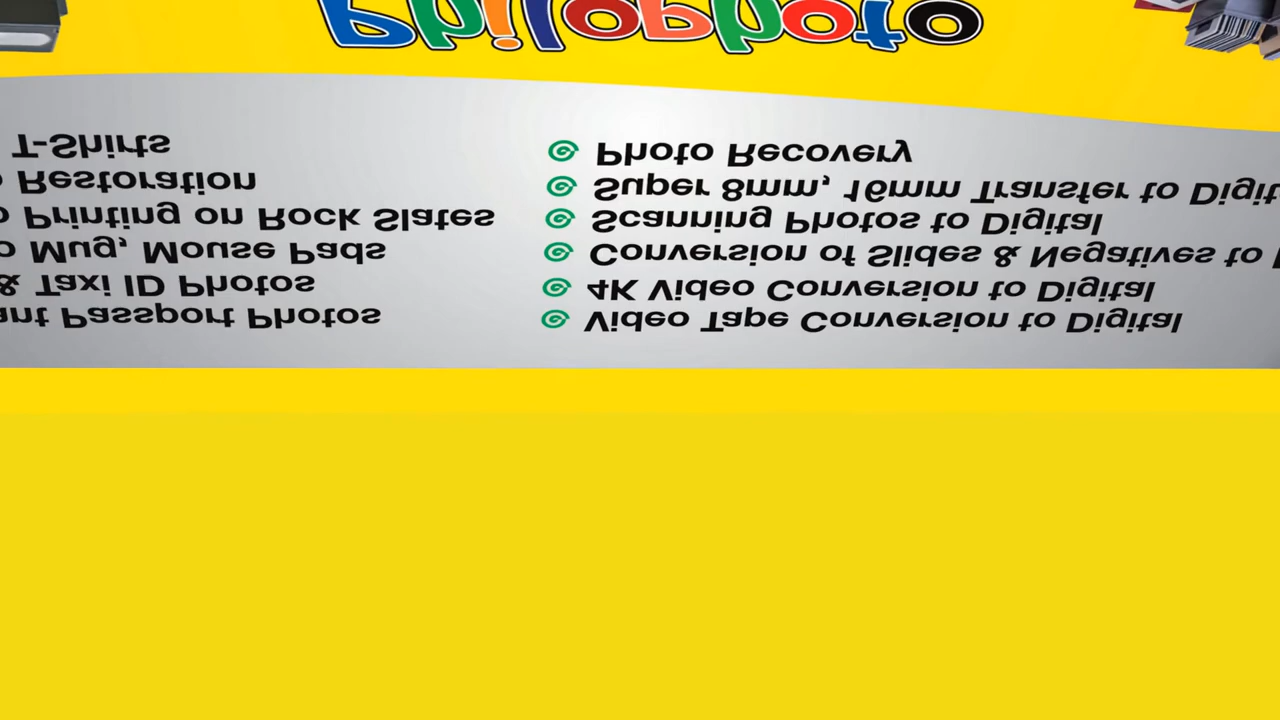 Philophoto
T-Shirts
Restoration
Printing on Rock Slates
Mug, Mouse Pads
& Taxi ID Photos
Passport Photos
Photo Recovery
Super 8mm, 16mm Transfer to
Scanning Photos to Digital
Conversion of Slides & Negatives to
4K Video Conversion to Digital
Video Tape Conversion to Digital